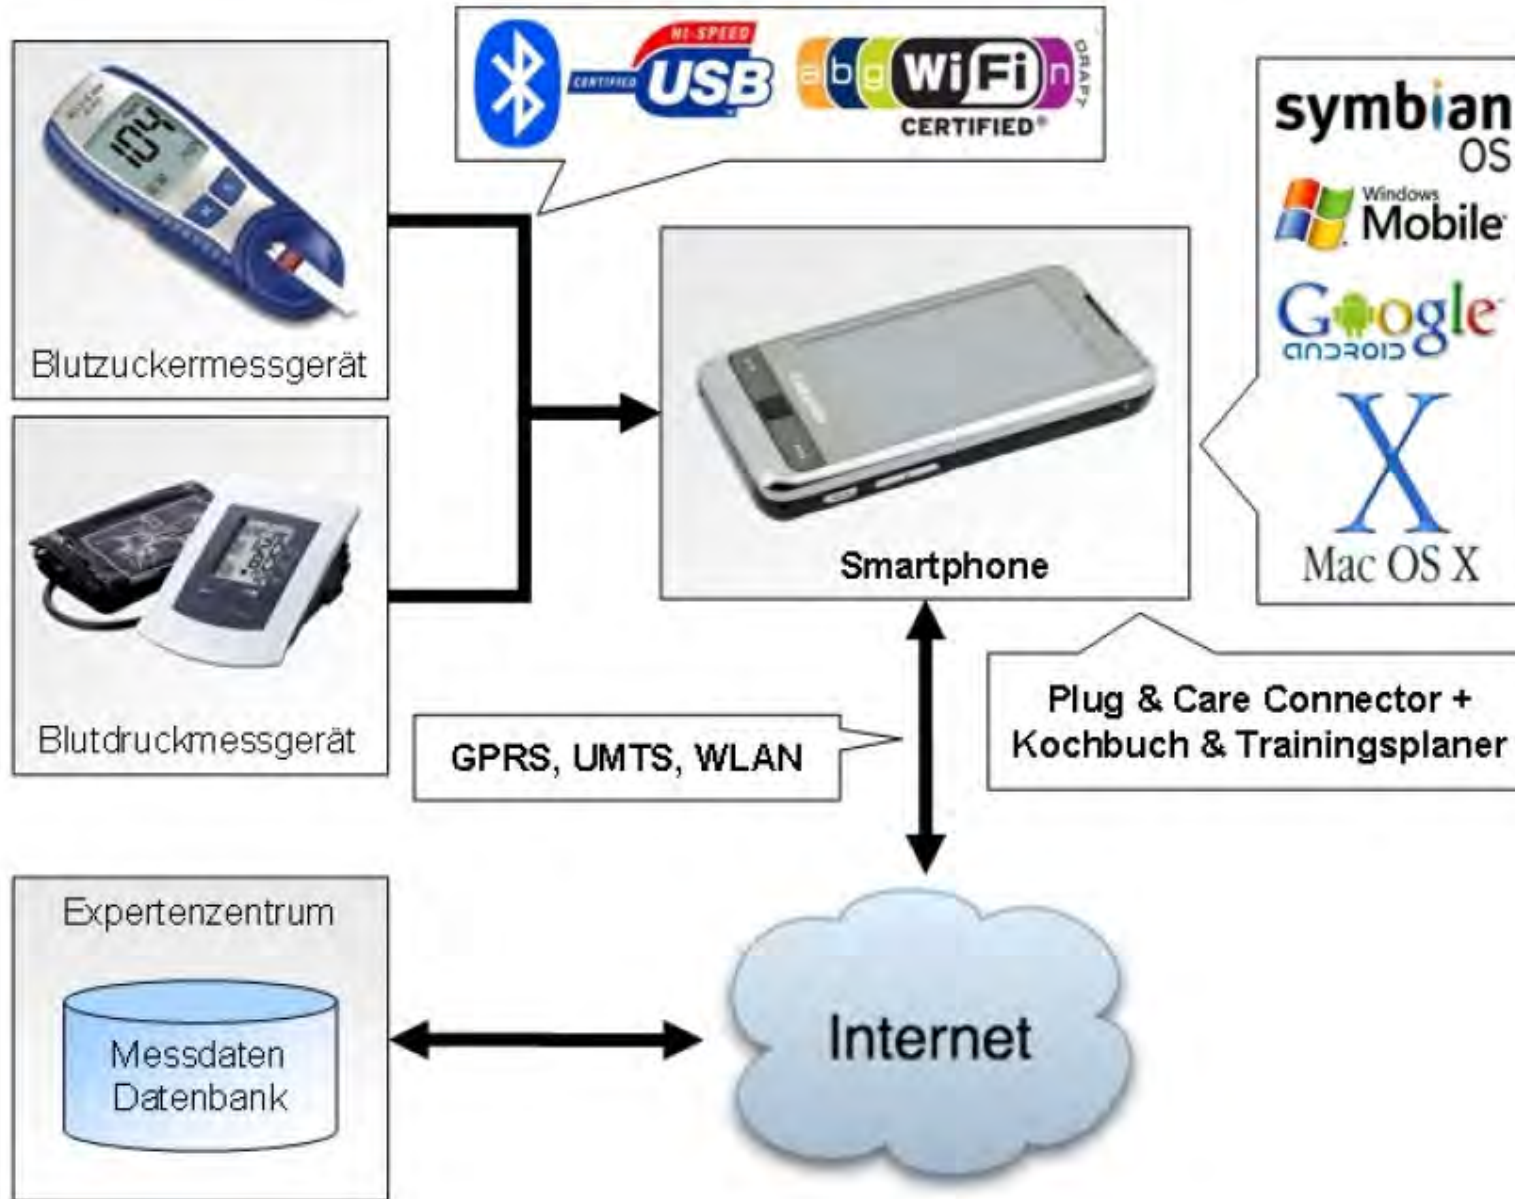 HI-SPEED
CERTIFIED
USB
a b g WiFi n
DRAFT
CERTIFIED®
symbian
OS
Windows
Mobile
Google
ANDROID
X
Mac OS X
104
Blutzuckermessgerät
SAMSUNG
Smartphone
Blutdruckmessgerät
GPRS, UMTS, WLAN
Plug & Care Connector +
Kochbuch & Trainingsplaner
Expertenzentrum
Messdaten
Datenbank
Internet